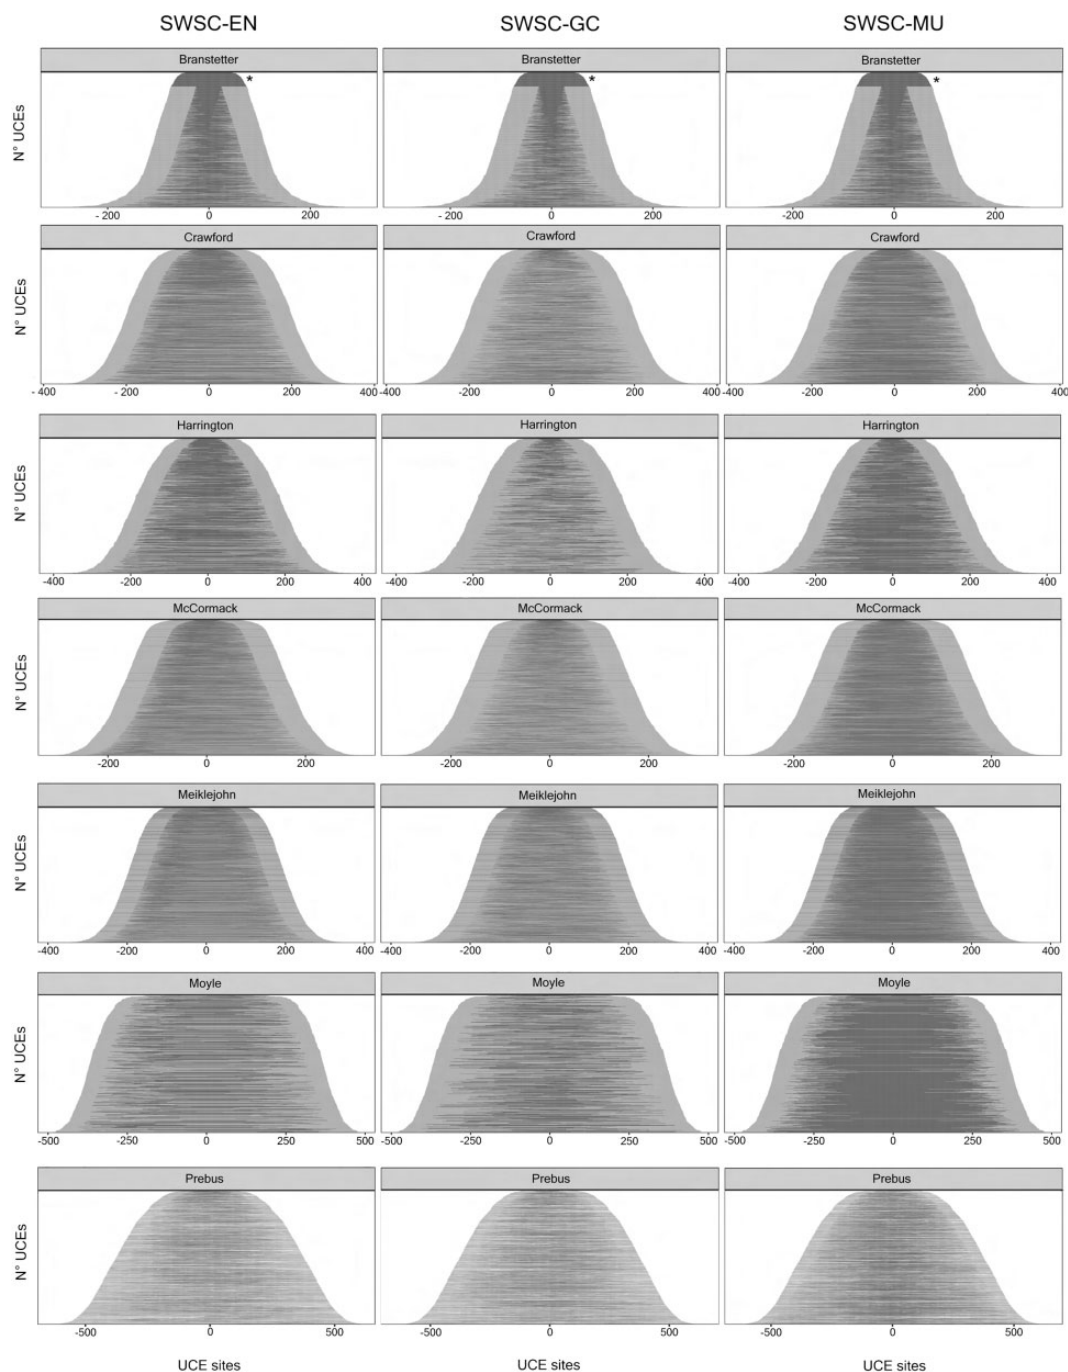 SWSC-EN SWSC-GC SWSC-MU
Branstetter Branstetter Branstetter
* * *
N° UCEs
-200 0 200 -200 0 200 -200 0 200
Crawford Crawford Crawford
N° UCEs
-400 -200 0 200 400 -400 -200 0 200 400 -400 -200 0 200 400
Harrington Harrington Harrington
N° UCEs
-400 -200 0 200 400 -400 -200 0 200 400 -400 -200 0 200 400
McCormack McCormack McCormack
N° UCEs
-200 0 200 -200 0 200 -200 0 200
Meiklejohn Meiklejohn Meiklejohn
N° UCEs
-400 -200 0 200 400 -400 -200 0 200 400 -400 -200 0 200 400
Moyle Moyle Moyle
N° UCEs
-500 -250 0 250 500 -500 -250 0 250 500 -500 -250 0 250 500
Prebus Prebus Prebus
N° UCEs
-500 0 500 -500 0 500 -500 0 500
UCE sites UCE sites UCE sites